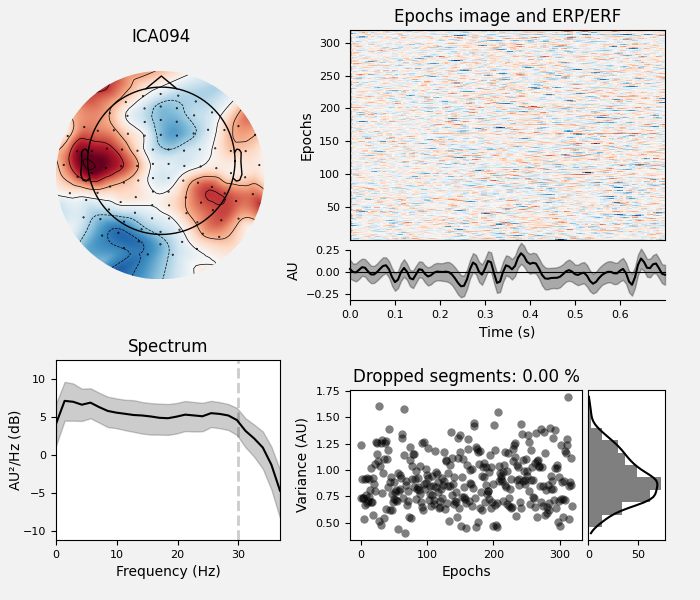 ICA094
Epochs image and ERP/ERF
Epochs
300
250
200
150
100
50
AU
0.25
0.00
−0.25
0.0 0.1 0.2 0.3 0.4 0.5 0.6
Time (s)
Spectrum
AU²/Hz (dB)
10
5
0
−5
−10
0 10 20 30
Frequency (Hz)
Dropped segments: 0.00 %
Variance (AU)
1.75
1.50
1.25
1.00
0.75
0.50
0 100 200 300
Epochs
0 50